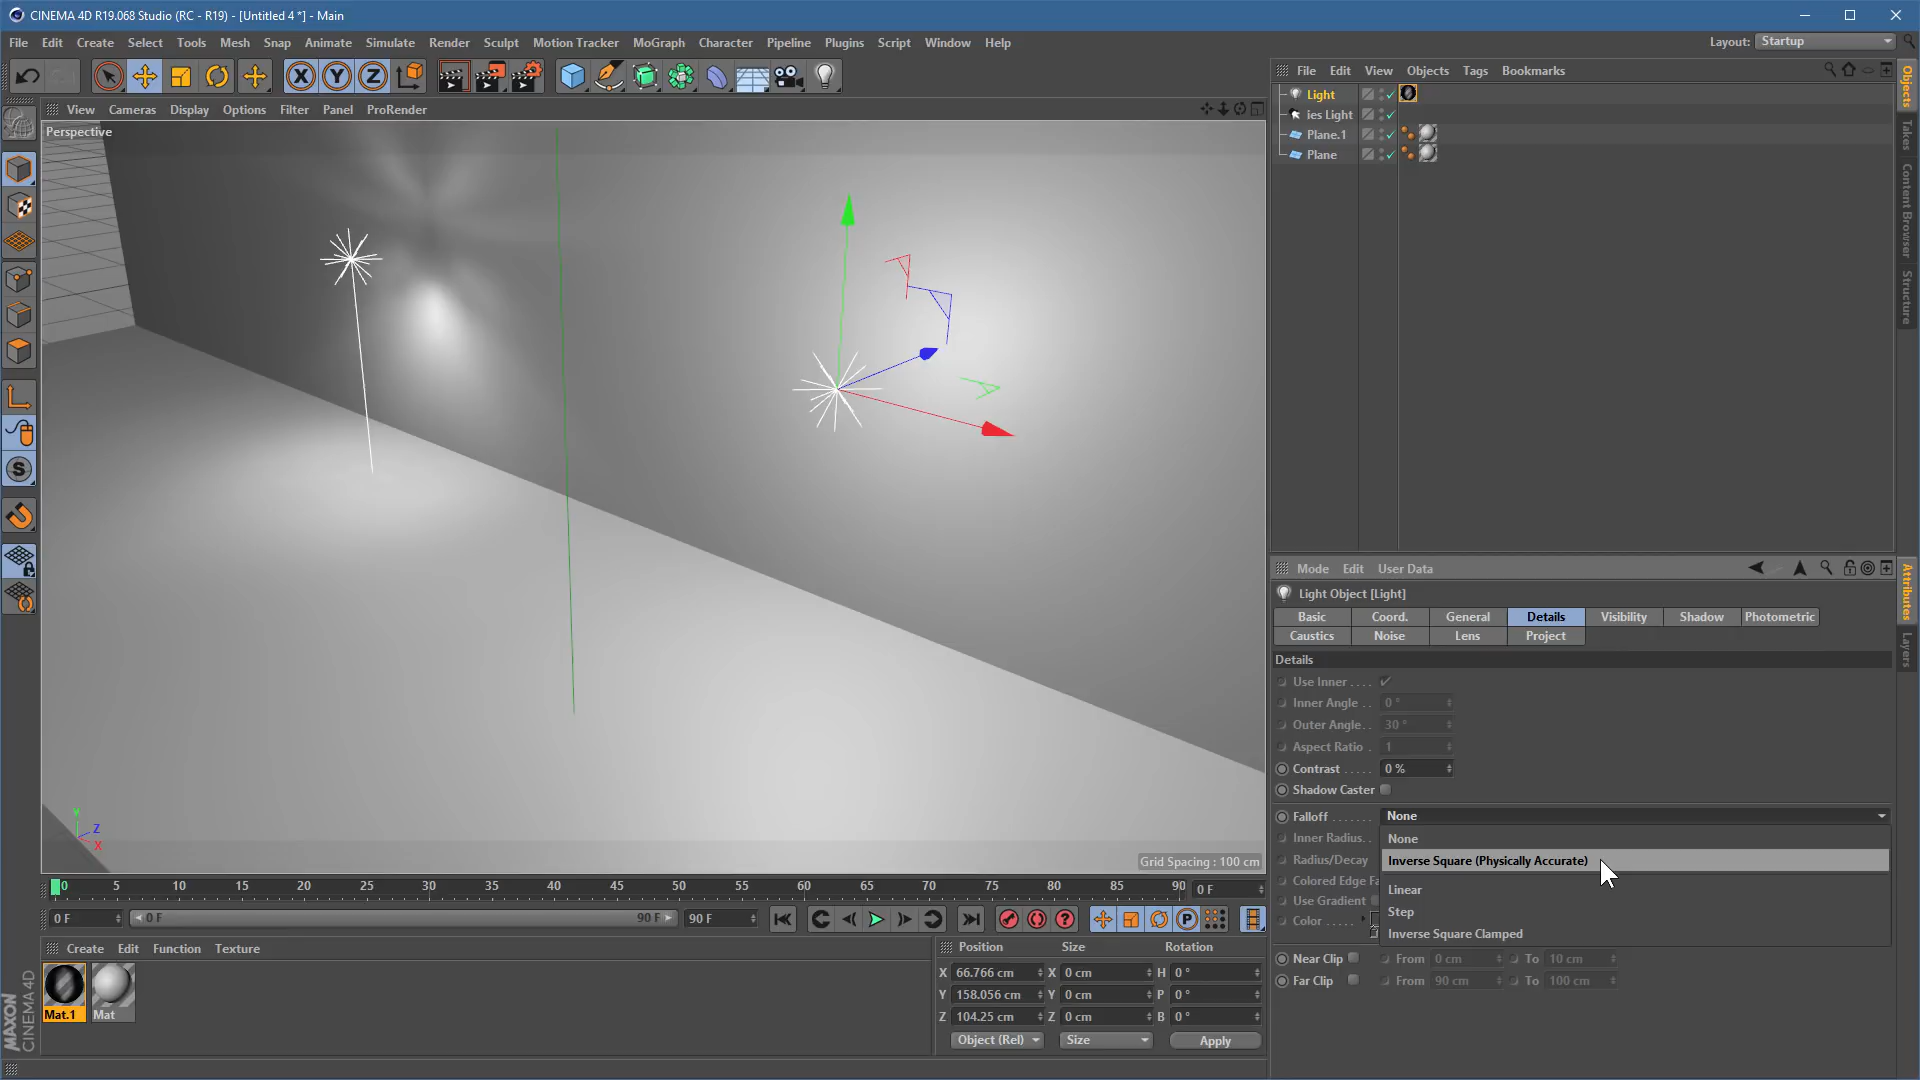 CINEMA 4D R19.068 Studio (RC - R19) - [Untitled 4 *] - Main
File Edit Create Select Tools Mesh Snap Animate Simulate Render Sculpt Motion Tracker MoGraph Character Pipeline Plugins Script Window Help
Layout: Startup
View Cameras Display Options Filter Panel ProRender
Perspective
Grid Spacing : 100 cm
X
Y
Z
0 5 10 15 20 25 30 35 40 45 50 55 60 65 70 75 80 85 90 0 F
0 F 0 F 90 F 90 F
Create Edit Function Texture
Mat.1 Mat
MAXON CINEMA 4D
Position Size Rotation
X 66.766 cm X 0 cm H 0 °
Y 158.056 cm Y 0 cm P 0 °
Z 104.25 cm Z 0 cm B 0 °
Object (Rel) Size Apply
File Edit View Objects Tags Bookmarks
Light
ies Light
Plane.1
Plane
Objects
Takes
Content Browser
Structure
Mode Edit User Data
Light Object [Light]
Basic Coord. General Details Visibility Shadow Photometric
Caustics Noise Lens Project
Details
Use Inner . . . .
Inner Angle . . 0 °
Outer Angle . . 30 °
Aspect Ratio . 1
Contrast . . . . . 0 %
Shadow Caster
Falloff . . . . . . . None
Inner Radius. .
Radius/Decay
Colored Edge Fa
Use Gradient
Color . . . . .
None
Inverse Square (Physically Accurate)
Linear
Step
Inverse Square Clamped
Near Clip From 0 cm To 10 cm
Far Clip From 90 cm To 100 cm
Attributes
Layers